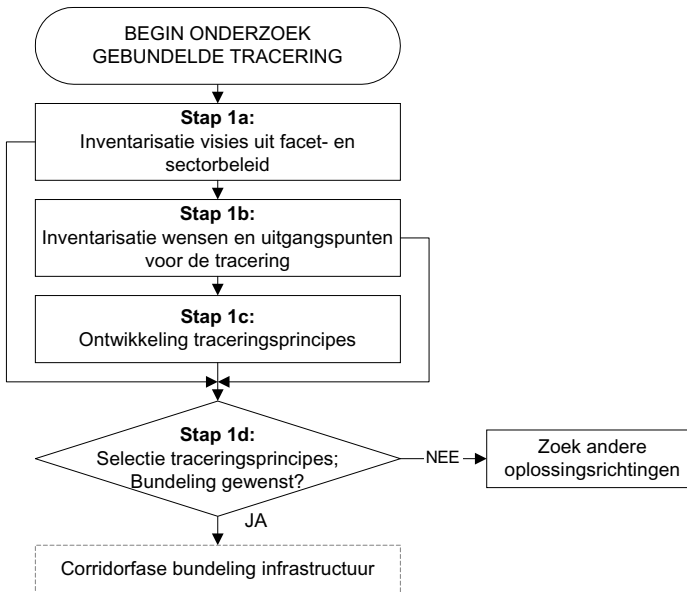 BEGIN ONDERZOEK
GEBUNDELDE TRACERING
Stap 1a:
Inventarisatie visies uit facet- en
sectorbeleid
Stap 1b:
Inventarisatie wensen en uitgangspunten
voor de tracering
Stap 1c:
Ontwikkeling traceringsprincipes
Stap 1d:
Selectie traceringsprincipes;
Bundeling gewenst?
NEE
Zoek andere
oplossingsrichtingen
JA
Corridorfase bundeling infrastructuur